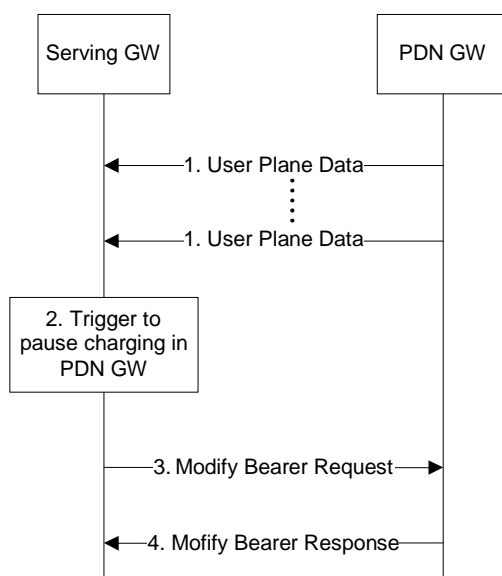 Serving GW
PDN GW
1. User Plane Data
1. User Plane Data
2. Trigger to
pause charging in
PDN GW
3. Modify Bearer Request
4. Mofify Bearer Response